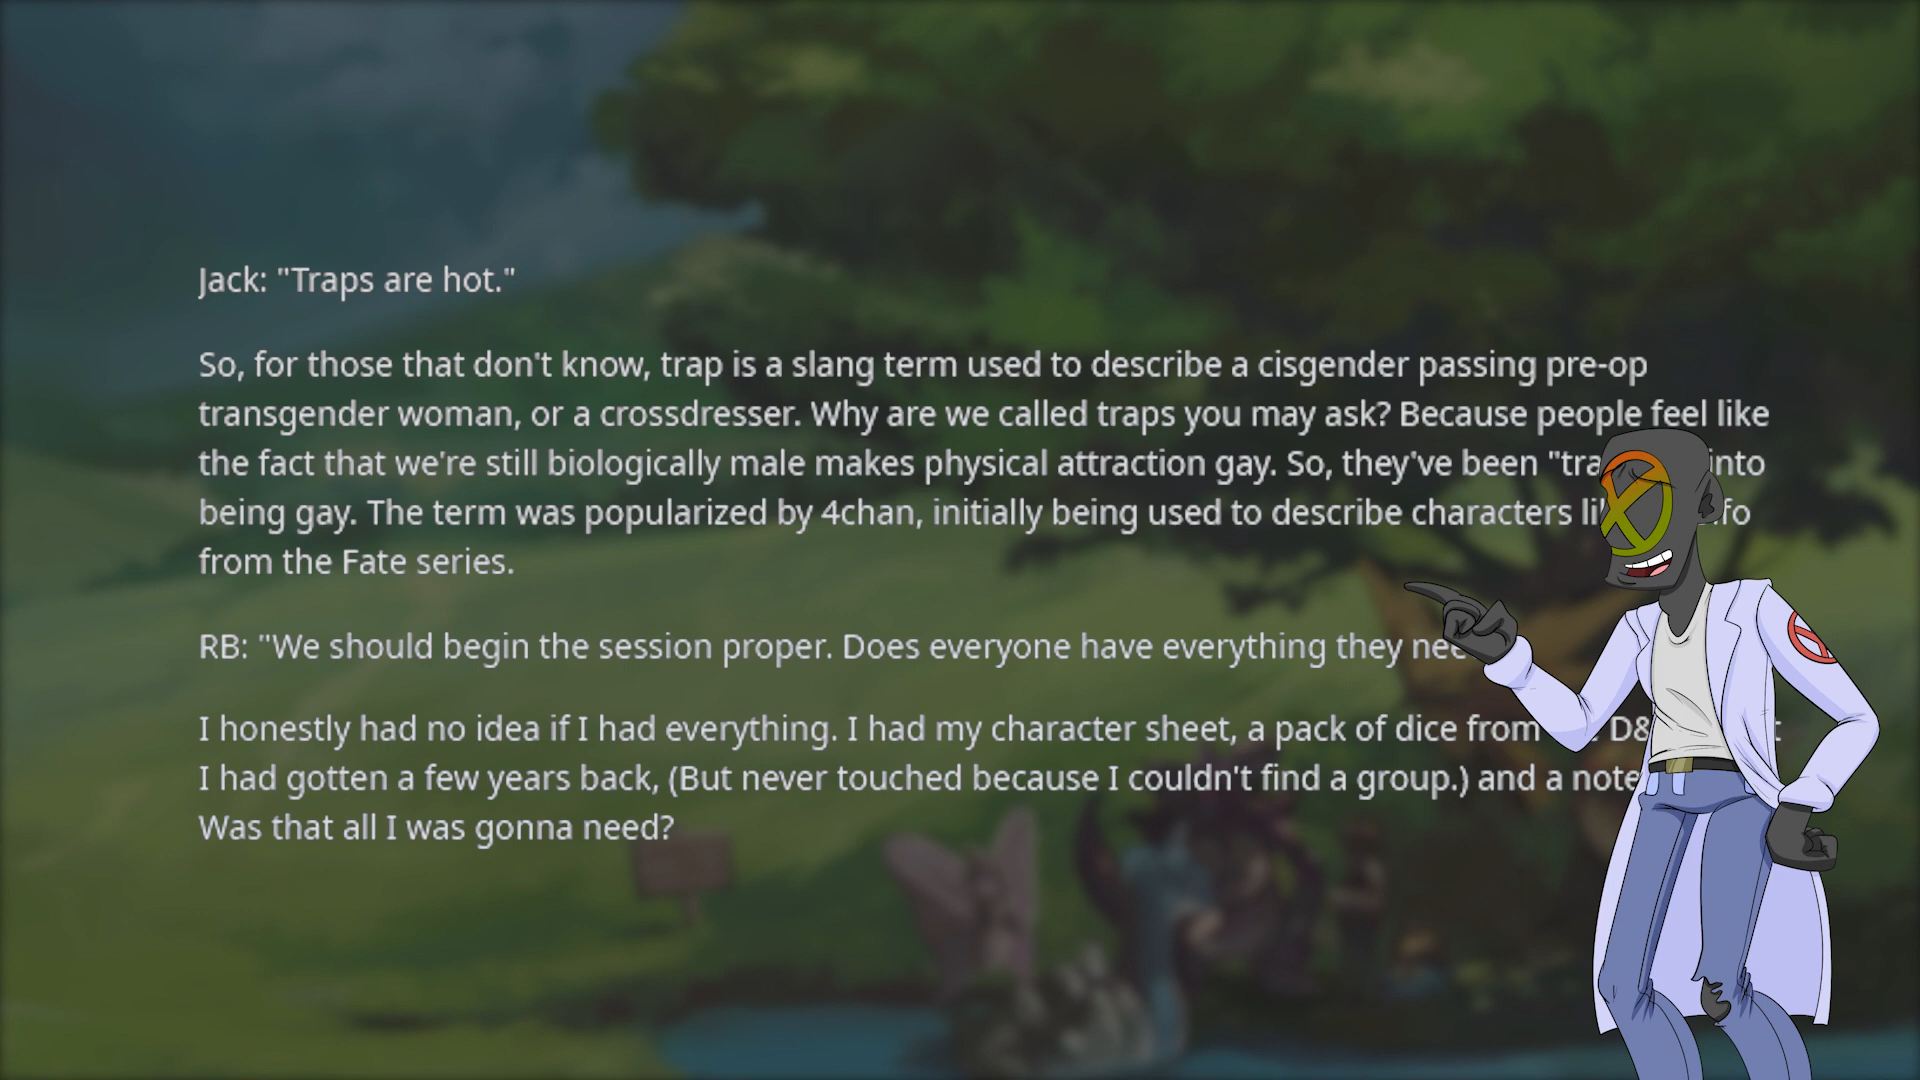 Jack: "Traps are hot."
So, for those that don't know, trap is a slang term used to describe a cisgender passing pre-op
transgender woman, or a crossdresser. Why are we called traps you may ask? Because people feel like
the fact that we're still biologically male makes physical attraction gay. So, they've been into
being gay. The term was popularized by 4chan, initially being used to describe characters
from the Fate series.
RB: "We should begin the session proper. Does everyone have everything they
I honestly had no idea if I had everything. I had my character sheet, a pack of dice from
I had gotten a few years back, (But never touched because I couldn't find a group.) and a
Was that all I was gonna need?